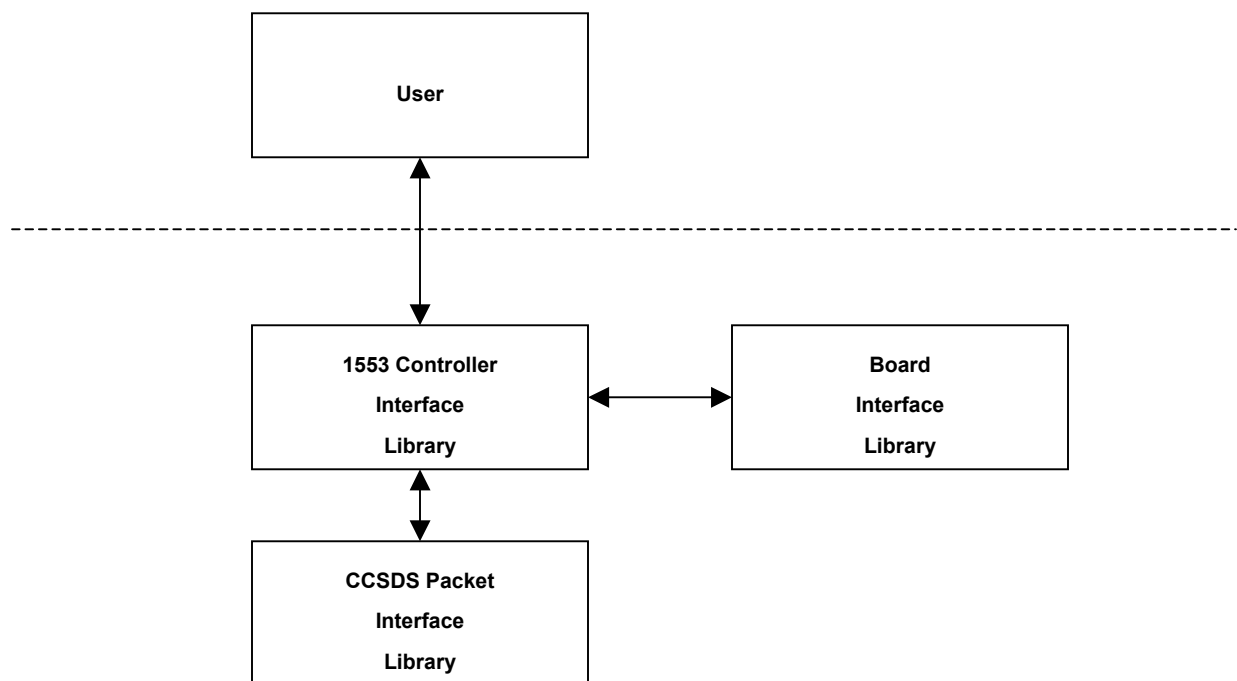 User
1553 Controller
Interface
Library
Board
Interface
Library
CCSDS Packet
Interface
Library